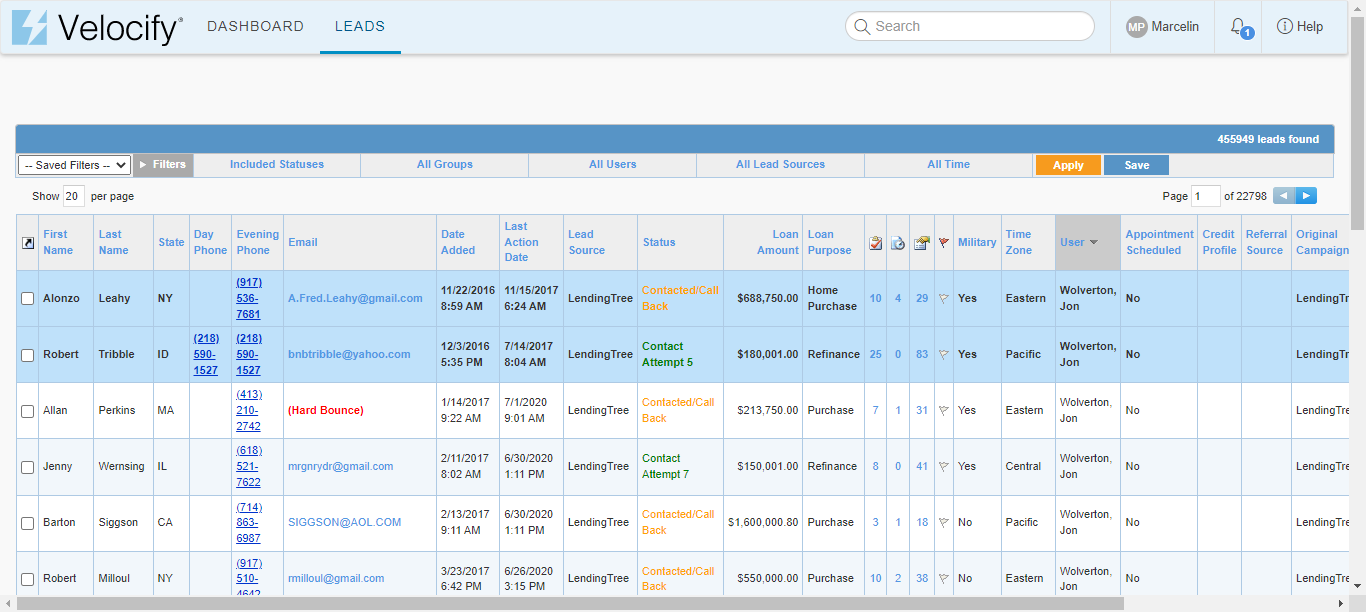 Velocify® DASHBOARD LEADS Search MP Marcelin 1 Help
455949 leads found
-- Saved Filters -- Filters Included Statuses All Groups All Users All Lead Sources All Time Apply Save
Show 20 per page Page 1 of 22798
First Name Last Name State Day Phone Evening Phone Email Date Added Last Action Date Lead Source Status Loan Amount Loan Purpose Military Time Zone User Appointment Scheduled Credit Profile Referral Source Original Campaign
Alonzo Leahy NY (917) 536-7681 A.Fred.Leahy@gmail.com 11/22/2016 8:59 AM 11/15/2017 6:24 AM LendingTree Contacted/Call Back $688,750.00 Home Purchase 10 4 29 Yes Eastern Wolverton, Jon No LendingTr
Robert Tribble ID (218) 590-1527 (218) 590-1527 bnbtribble@yahoo.com 12/3/2016 5:35 PM 7/14/2017 8:04 AM LendingTree Contact Attempt 5 $180,001.00 Refinance 25 0 83 Yes Pacific Wolverton, Jon No LendingTr
Allan Perkins MA (413) 210-2742 (Hard Bounce) 1/14/2017 9:22 AM 7/1/2020 9:01 AM LendingTree Contacted/Call Back $213,750.00 Purchase 7 1 31 Yes Eastern Wolverton, Jon No LendingTre
Jenny Wernsing IL (618) 521-7622 mrgnrydr@gmail.com 2/11/2017 8:02 AM 6/30/2020 1:11 PM LendingTree Contact Attempt 7 $150,001.00 Refinance 8 0 41 Yes Central Wolverton, Jon No LendingTre
Barton Siggson CA (714) 863-6987 SIGGSON@AOL.COM 2/13/2017 9:11 AM 6/30/2020 1:11 PM LendingTree Contacted/Call Back $1,600,000.80 Purchase 3 1 18 No Pacific Wolverton, Jon No LendingTre
Robert Milloul NY (917) 510-4642 rmilloul@gmail.com 3/23/2017 6:42 PM 6/26/2020 3:15 PM LendingTree Contacted/Call Back $550,000.00 Purchase 10 2 38 No Eastern Wolverton, Jon No LendingTre